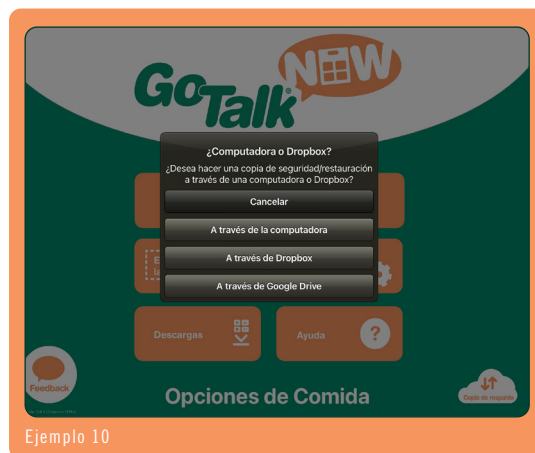 GoTalk NOW
¿Computadora o Dropbox?
¿Desea hacer una copia de seguridad/restauración
a través de una computadora o Dropbox?
Cancelar
A través de la computadora
A través de Dropbox
A través de Google Drive
E
la
Descargas
Ayuda
?
Feedback
Opciones de Comida
Copia de respaldo
Ejemplo 10